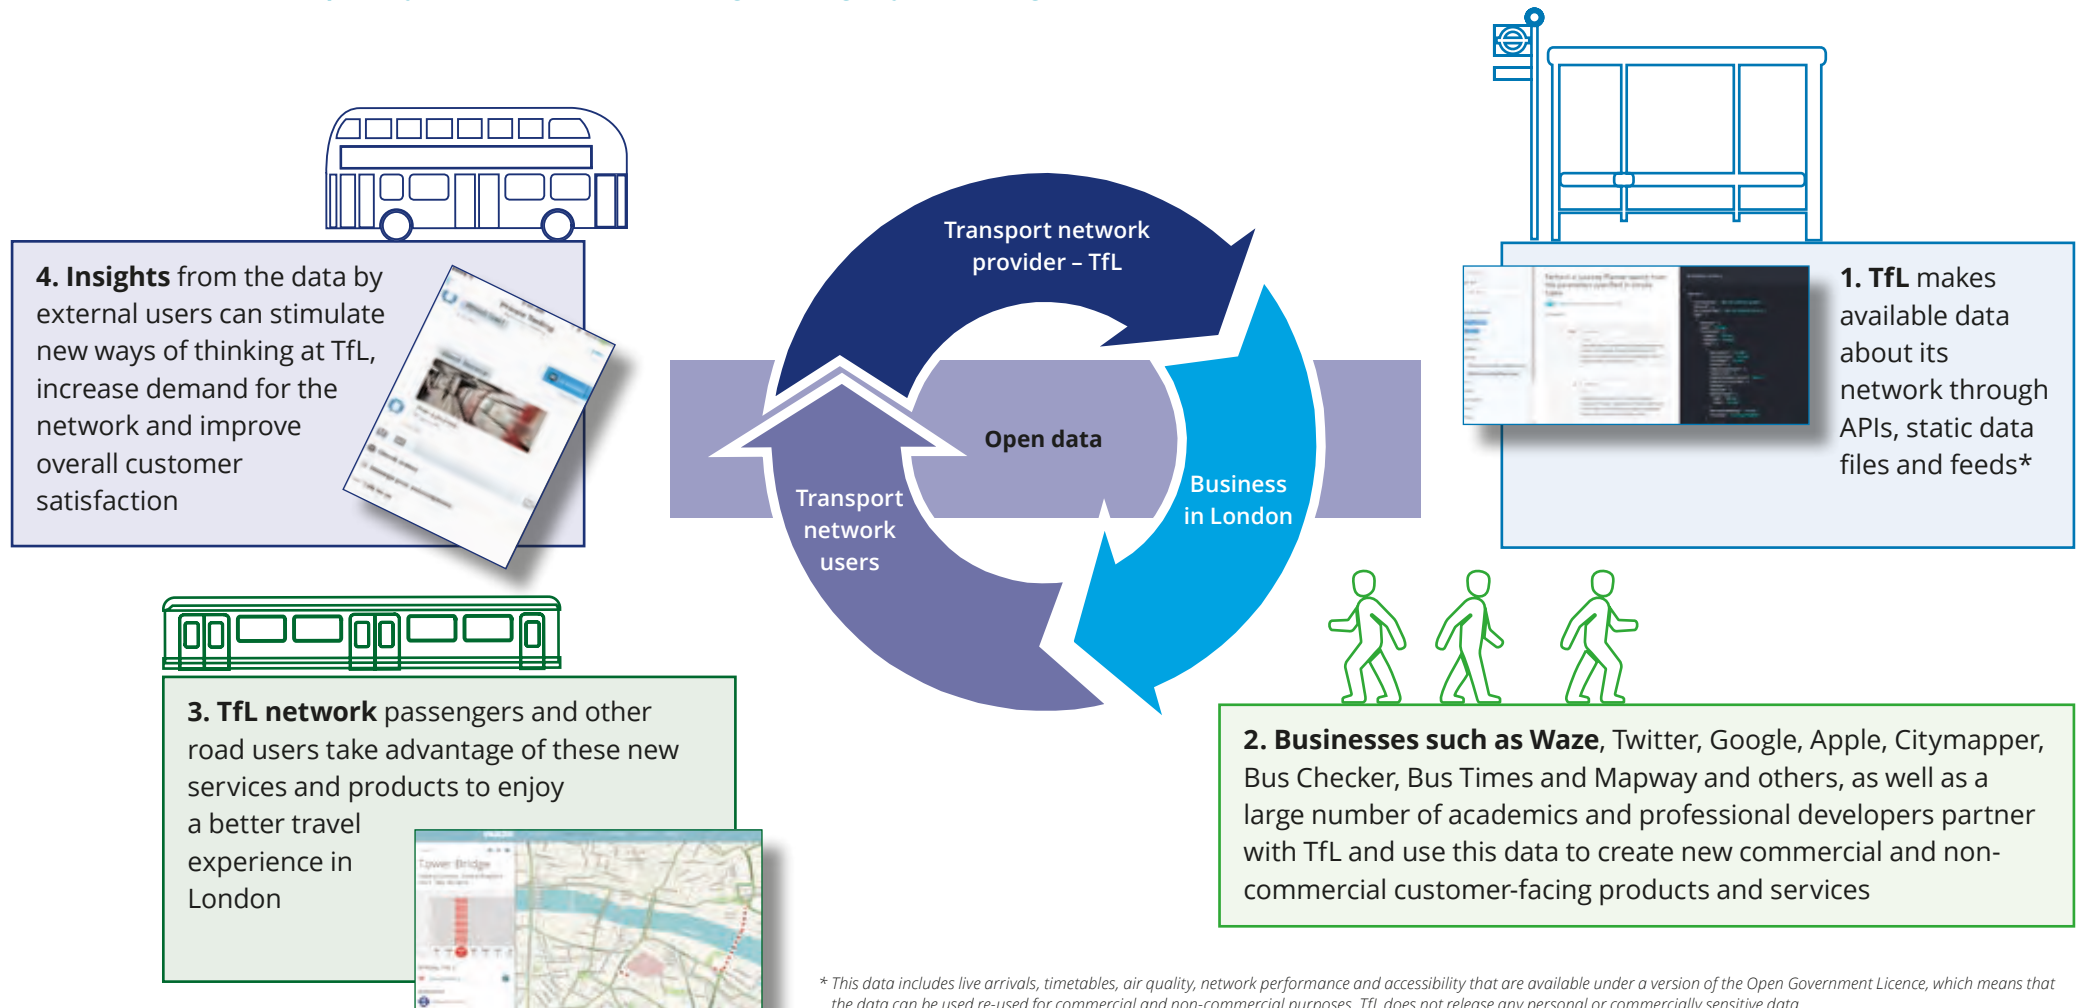 4. Insights from the data by
external users can stimulate
new ways of thinking at TfL,
increase demand for the
network and improve
overall customer
satisfaction
Transport network
provider – TfL
Open data
Business
in London
Transport
network
users
1. TfL makes
available data
about its
network through
APIs, static data
files and feeds*
3. TfL network passengers and other
road users take advantage of these new
services and products to enjoy
a better travel
experience in
London
Tower Bridge
2. Businesses such as Waze, Twitter, Google, Apple, Citymapper,
Bus Checker, Bus Times and Mapway and others, as well as a
large number of academics and professional developers partner
with TfL and use this data to create new commercial and non-
commercial customer-facing products and services
* This data includes live arrivals, timetables, air quality, network performance and accessibility that are available under a version of the Open Government Licence, which means that
the data can be used re-used for commercial and non-commercial purposes. TfL does not release any personal or commercially sensitive data